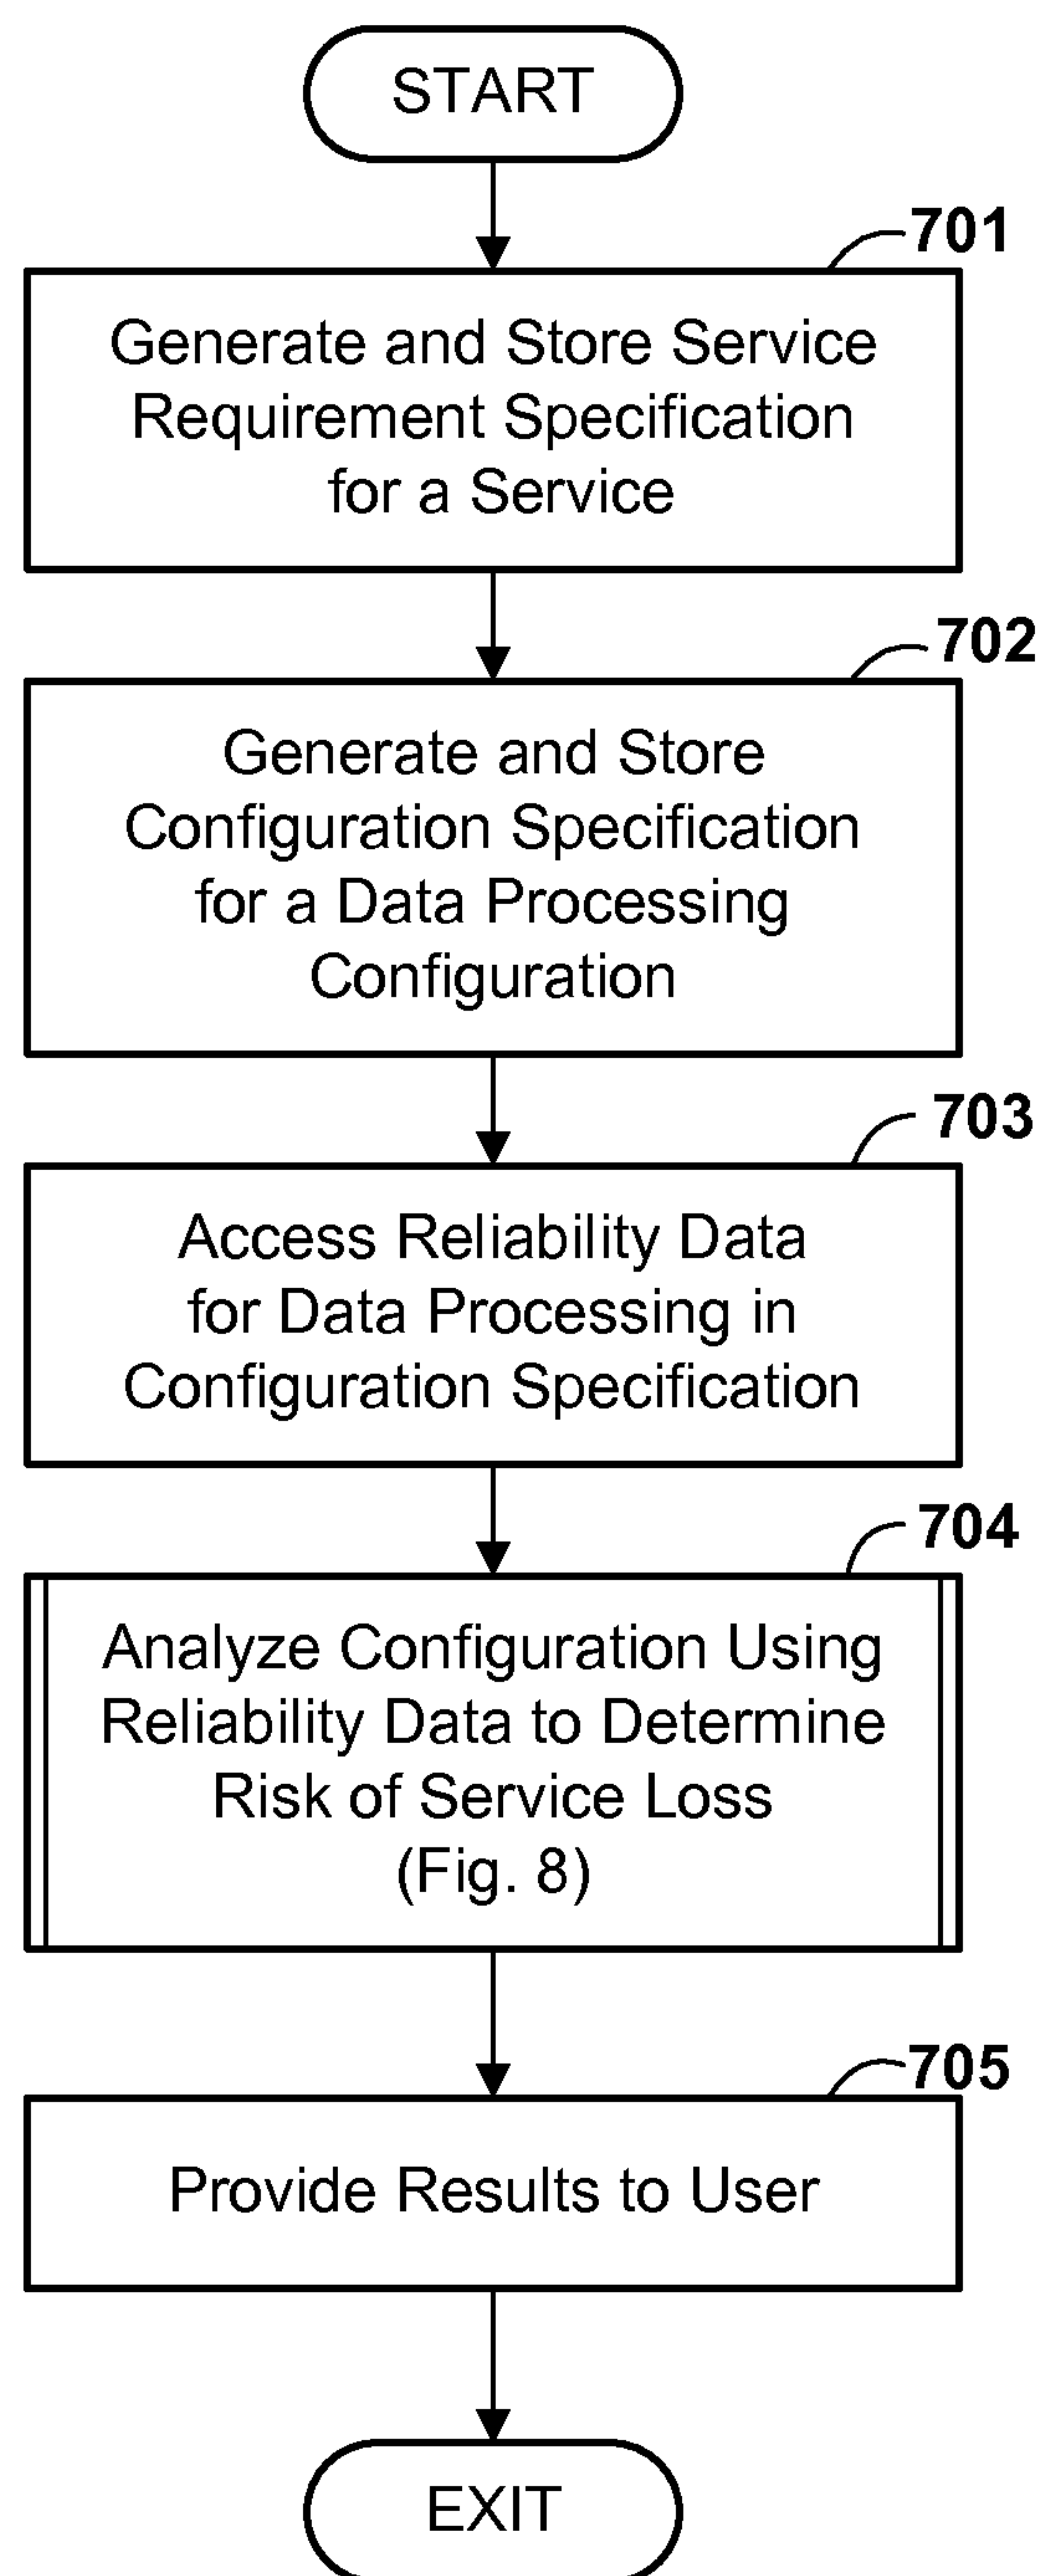 START
701
Generate and Store Service
Requirement Specification
for a Service
702
Generate and Store
Configuration Specification
for a Data Processing
Configuration
703
Access Reliability Data
for Data Processing in
Configuration Specification
704
Analyze Configuration Using
Reliability Data to Determine
Risk of Service Loss
(Fig. 8)
705
Provide Results to User
EXIT